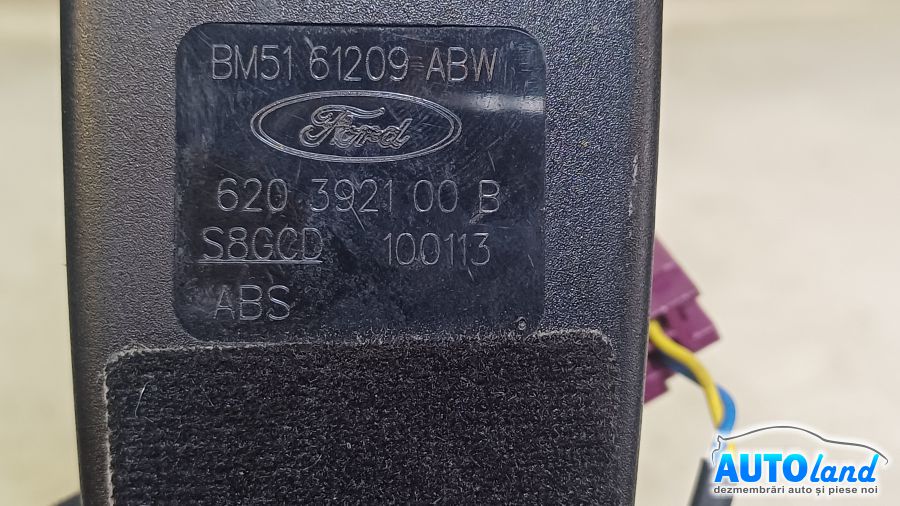 BM51 61209 ABW
Ford
620 3921 00 B
S8GCD 100113
ABS
AUTOland
dezmembrări auto și piese noi